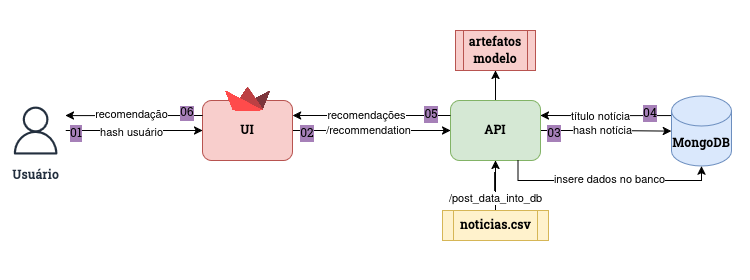 artefatos
modelo
recomendação
06
01
hash usuário
Usuário
UI
recomendações
05
02
/recommendation
API
título notícia
04
03
hash notícia
MongoDB
insere dados no banco
/post_data_into_db
noticias.csv